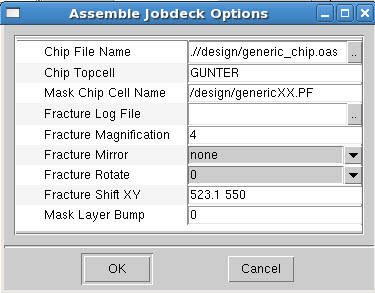 Assemble Jobdeck Options
Chip File Name .//design/generic_chip.oas ..
Chip Topcell GUNTER
Mask Chip Cell Name /design/genericXX.PF
Fracture Log File ..
Fracture Magnification 4
Fracture Mirror none
Fracture Rotate 0
Fracture Shift XY 523.1 550
Mask Layer Bump 0
OK Cancel